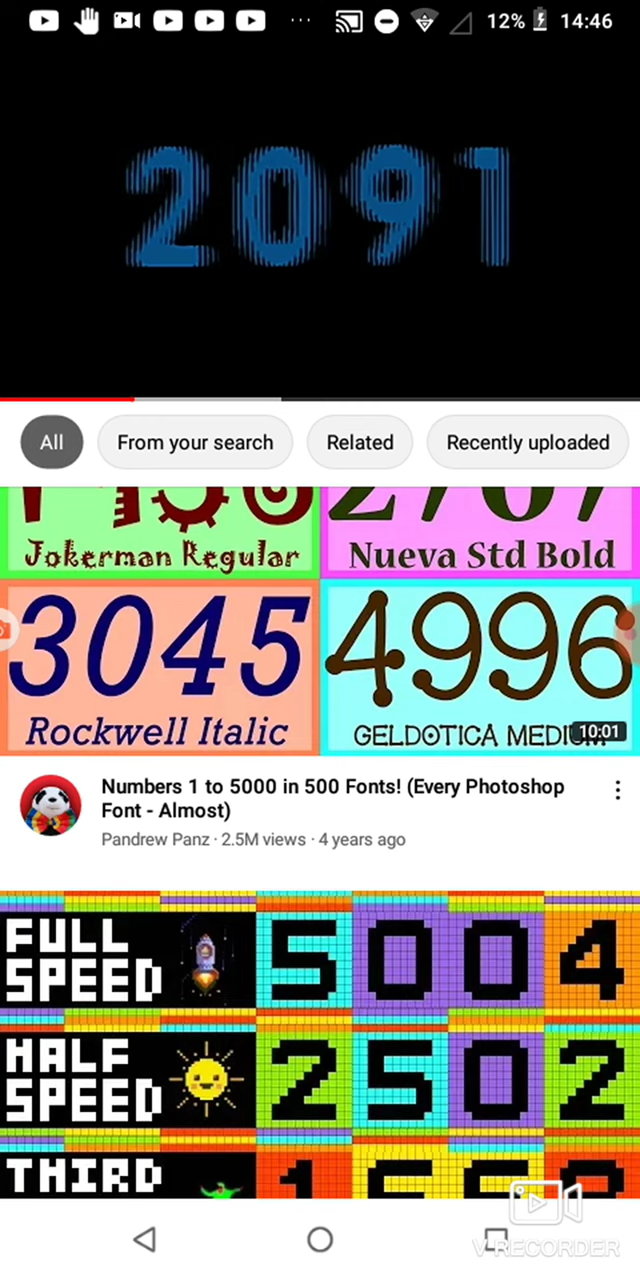 12% 14:46
2091
All From your search Related Recently uploaded
Jokerman Regular Nueva Std Bold
3045 4996
Rockwell Italic GELDOTICA MEDIUM
10:01
Numbers 1 to 5000 in 500 Fonts! (Every Photoshop
Font - Almost)
Pandrew Panz · 2.5M views · 4 years ago
FULL
SPEED 5004
HALF
SPEED 2502
THIRD
V RECORDER